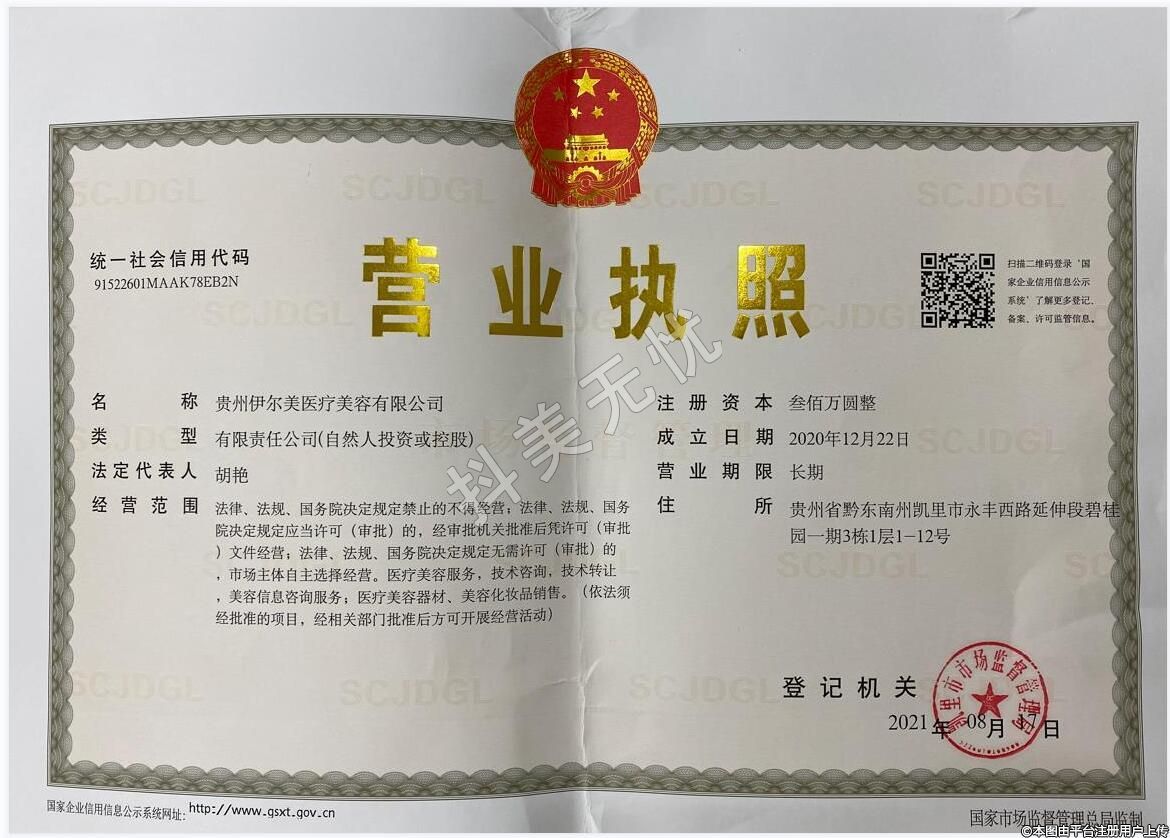 营业执照
统一社会信用代码
91522601MAAK78EB2N
扫描二维码登录‘国
家企业信用信息公示
系统’了解更多登记、
备案、许可监管信息。
名 称 贵州伊尔美医疗美容有限公司
类 型 有限责任公司(自然人投资或控股)
法定代表人 胡艳
经营范围 法律、法规、国务院决定规定禁止的不得经营；法律、法规、国务
院决定规定应当许可（审批）的，经审批机关批准后凭许可（审批
）文件经营；法律、法规、国务院决定规定无需许可（审批）的
，市场主体自主选择经营。医疗美容服务，技术咨询，技术转让
，美容信息咨询服务；医疗美容器材、美容化妆品销售。（依法须
经批准的项目，经相关部门批准后方可开展经营活动）
注册资本 叁佰万圆整
成立日期 2020年12月22日
营业期限 长期
住 所 贵州省黔东南州凯里市永丰西路延伸段碧桂
园一期3栋1层1-12号
抖美无忧
登记机关
凯里市市场监督管理局
2021年08月17日
国家企业信用信息公示系统网址：http://www.gsxt.gov.cn
国家市场监督管理总局监制
©本图由平台注册用户上传
SCJDGL